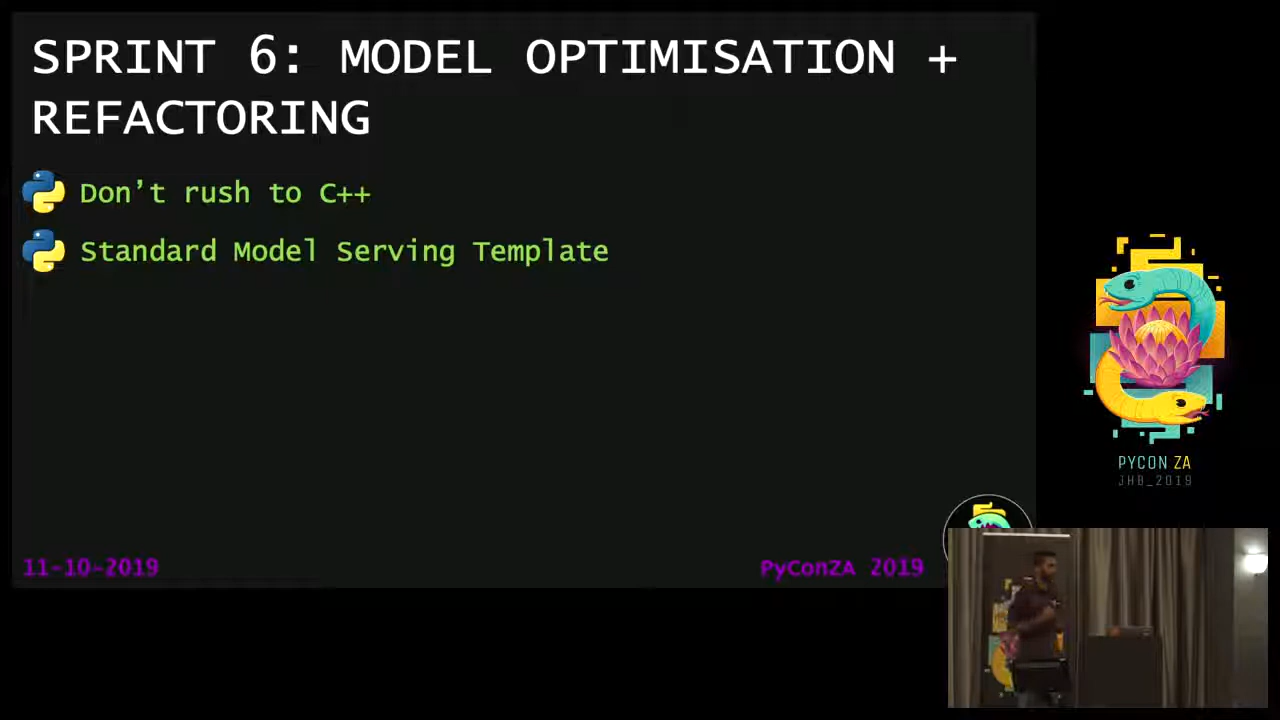 SPRINT 6: MODEL OPTIMISATION +
REFACTORING
Don't rush to C++
Standard Model Serving Template
11-10-2019
PyConZA 2019
PYCON ZA
JHB_2019